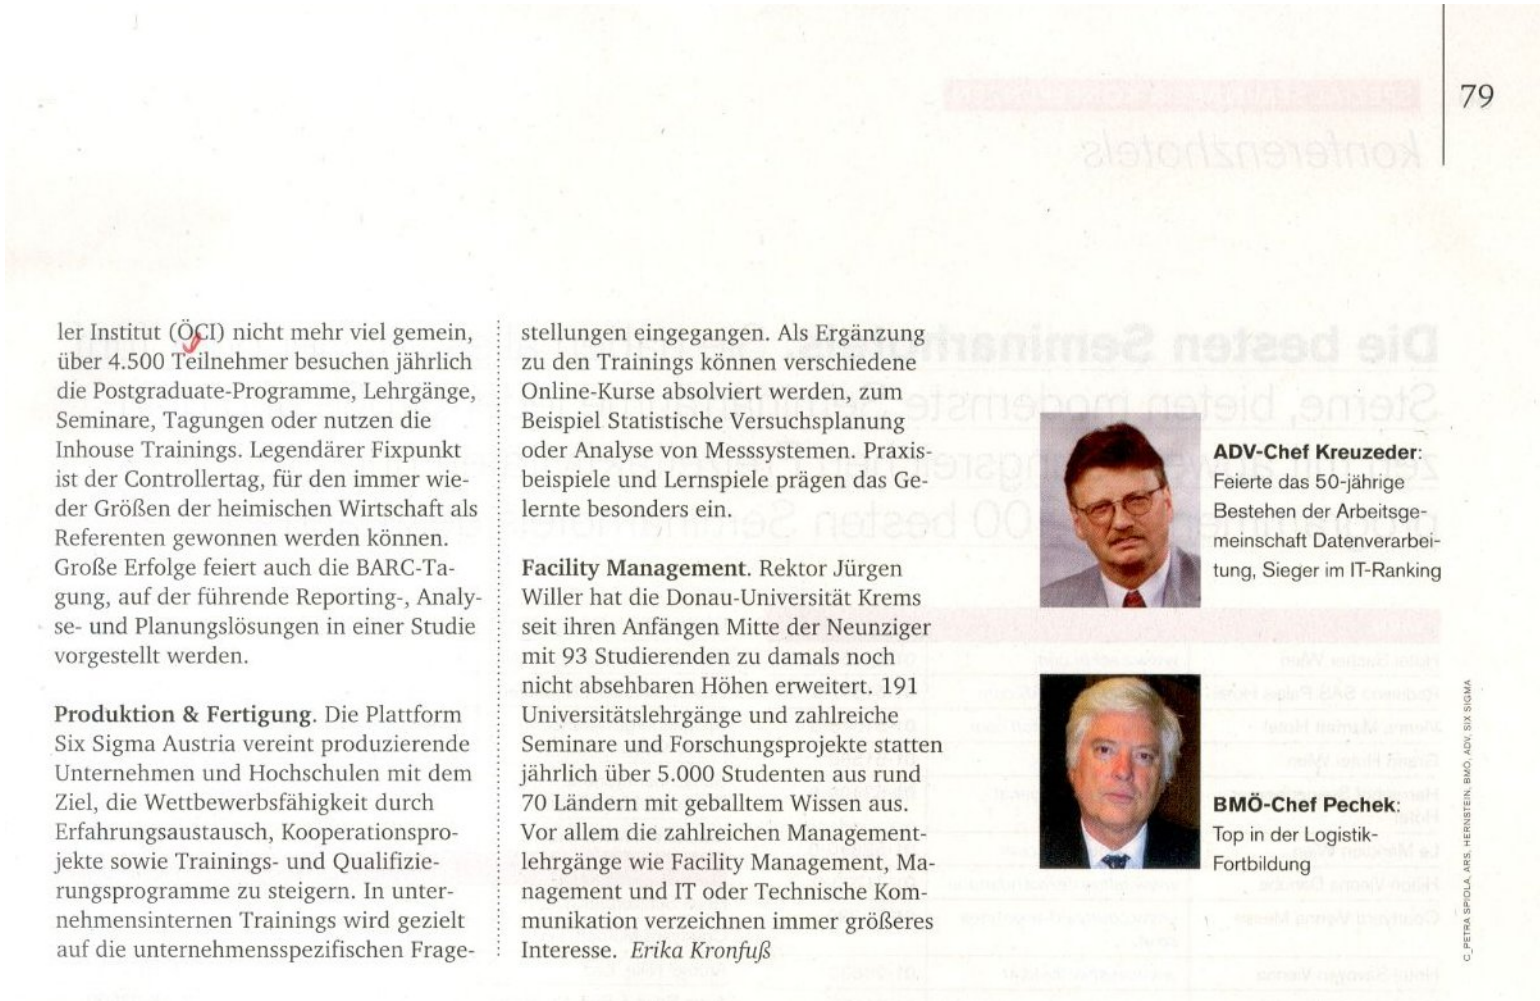 79
ler Institut (ÖCI) nicht mehr viel gemein,
über 4.500 Teilnehmer besuchen jährlich
die Postgraduate-Programme, Lehrgänge,
Seminare, Tagungen oder nutzen die
Inhouse Trainings. Legendärer Fixpunkt
ist der Controllertag, für den immer wie-
der Größen der heimischen Wirtschaft als
Referenten gewonnen werden können.
Große Erfolge feiert auch die BARC-Ta-
gung, auf der führende Reporting-, Analy-
se- und Planungslösungen in einer Studie
vorgestellt werden.
Produktion & Fertigung. Die Plattform
Six Sigma Austria vereint produzierende
Unternehmen und Hochschulen mit dem
Ziel, die Wettbewerbsfähigkeit durch
Erfahrungsaustausch, Kooperationspro-
jekte sowie Trainings- und Qualifizie-
rungsprogramme zu steigern. In unter-
nehmensinternen Trainings wird gezielt
auf die unternehmensspezifischen Frage-
stellungen eingegangen. Als Ergänzung
zu den Trainings können verschiedene
Online-Kurse absolviert werden, zum
Beispiel Statistische Versuchsplanung
oder Analyse von Messsystemen. Praxis-
beispiele und Lernspiele prägen das Ge-
lernte besonders ein.
Facility Management. Rektor Jürgen
Willer hat die Donau-Universität Krems
seit ihren Anfängen Mitte der Neunziger
mit 93 Studierenden zu damals noch
nicht absehbaren Höhen erweitert. 191
Universitätslehrgänge und zahlreiche
Seminare und Forschungsprojekte statten
jährlich über 5.000 Studenten aus rund
70 Ländern mit geballtem Wissen aus.
Vor allem die zahlreichen Management-
lehrgänge wie Facility Management, Ma-
nagement und IT oder Technische Kom-
munikation verzeichnen immer größeres
Interesse. Erika Kronfuß
ADV-Chef Kreuzeder:
Feierte das 50-jährige
Bestehen der Arbeitsge-
meinschaft Datenverarbei-
tung, Sieger im IT-Ranking
BMÖ-Chef Pechek:
Top in der Logistik-
Fortbildung
C_PETRA SPIOLA, ARS, HERNSTEIN, BMÖ, ADV, SIX SIGMA